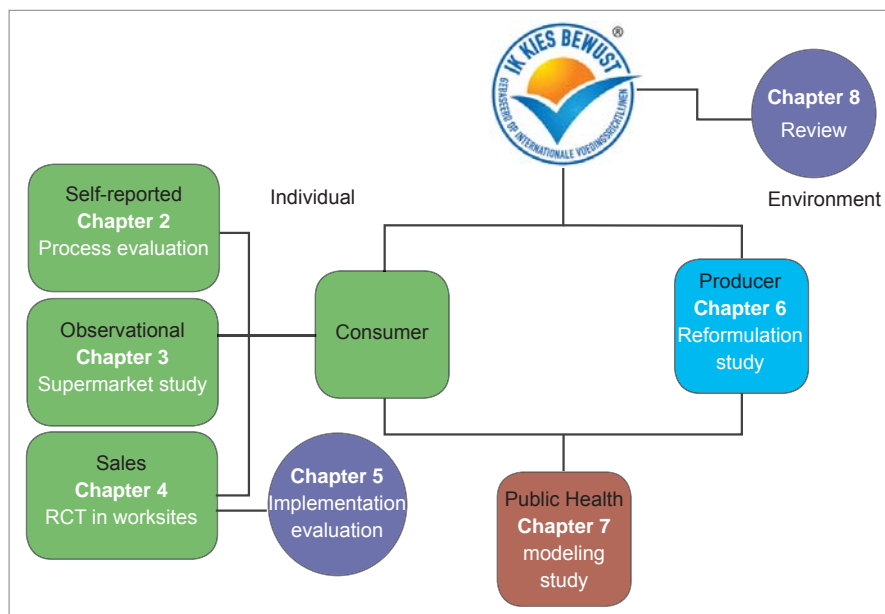 IK KIES BEWUST
®
GEBASEERD OP INTERNATIONALE VOEDINGSRICHTLIJNEN
Chapter 8
Review
Individual
Environment
Self-reported
Chapter 2
Process evaluation
Observational
Chapter 3
Supermarket study
Sales
Chapter 4
RCT in worksites
Chapter 5
Implementation
evaluation
Consumer
Producer
Chapter 6
Reformulation
study
Public Health
Chapter 7
modeling
study